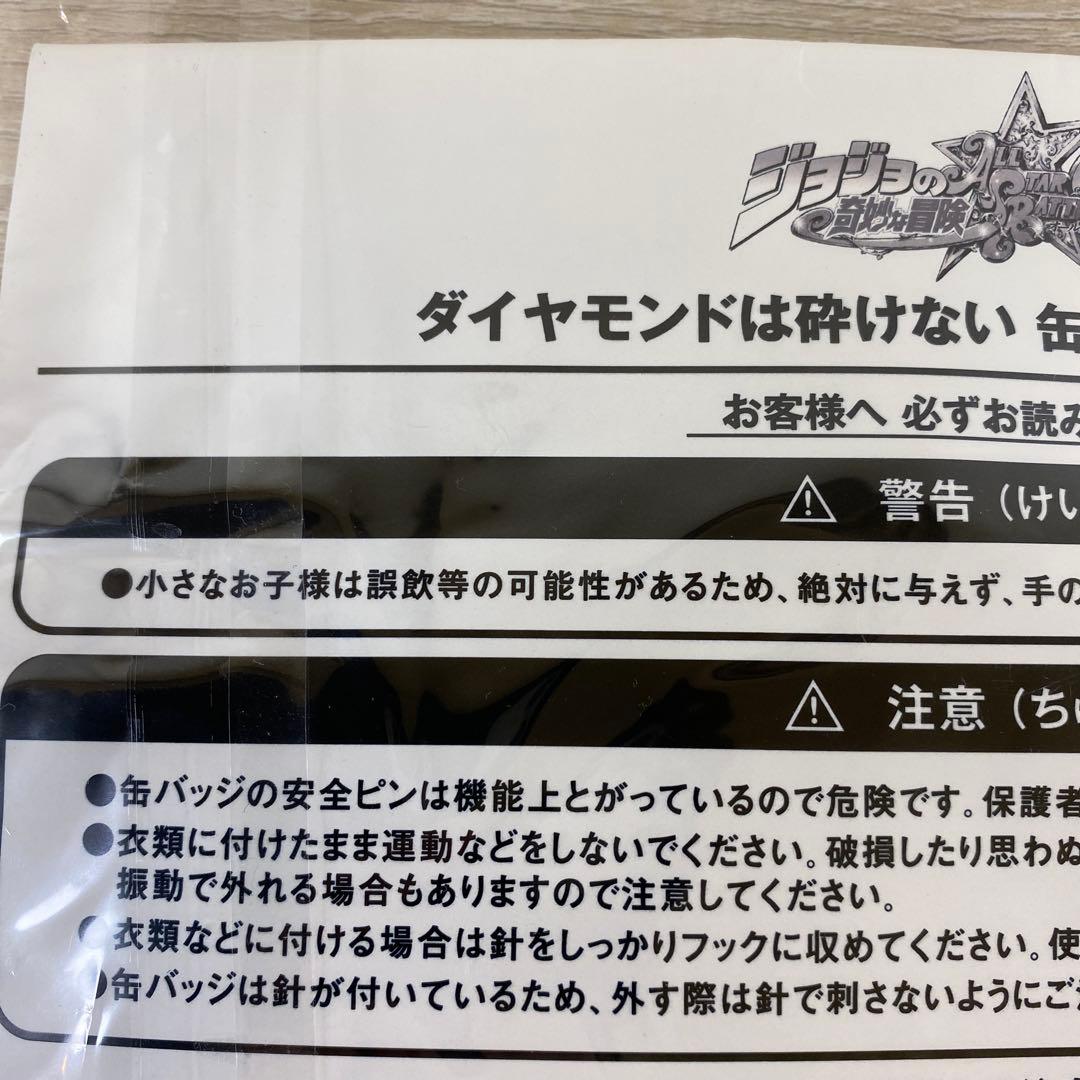 ジョジョの
奇妙な冒険
ALL
STAR
BATT
ダイヤモンドは砕けない 缶
お客様へ 必ずお読み
警告（けい
●小さなお子様は誤飲等の可能性があるため、絶対に与えず、手の
注意（ちゅ
●缶バッジの安全ピンは機能上とがっているので危険です。保護者
●衣類に付けたまま運動などをしないでください。破損したり思わぬ
振動で外れる場合もありますので注意してください。
●衣類などに付ける場合は針をしっかりフックに収めてください。使
●缶バッジは針が付いているため、外す際は針で刺さないようにご